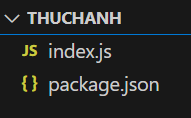 THUCHANH
JS index.js
{} package.json